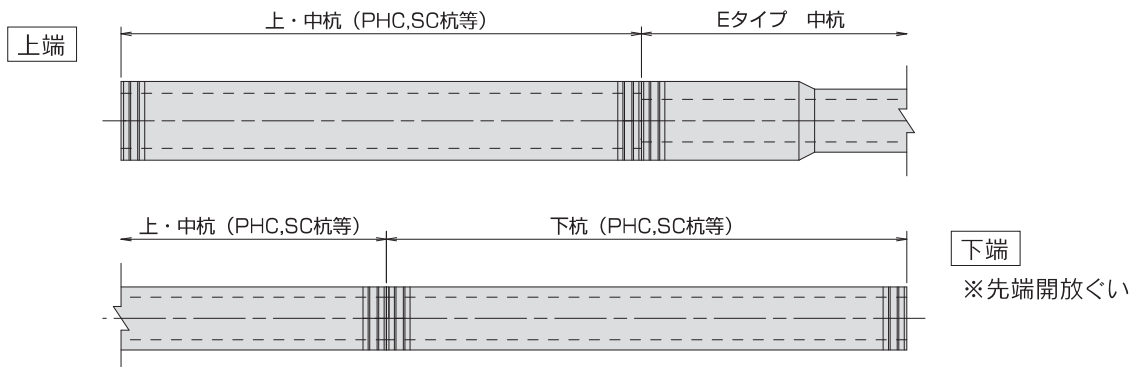 上・中杭（PHC,SC杭等）
Eタイプ　中杭
上端
上・中杭（PHC,SC杭等）
下杭（PHC,SC杭等）
下端
※先端開放ぐい